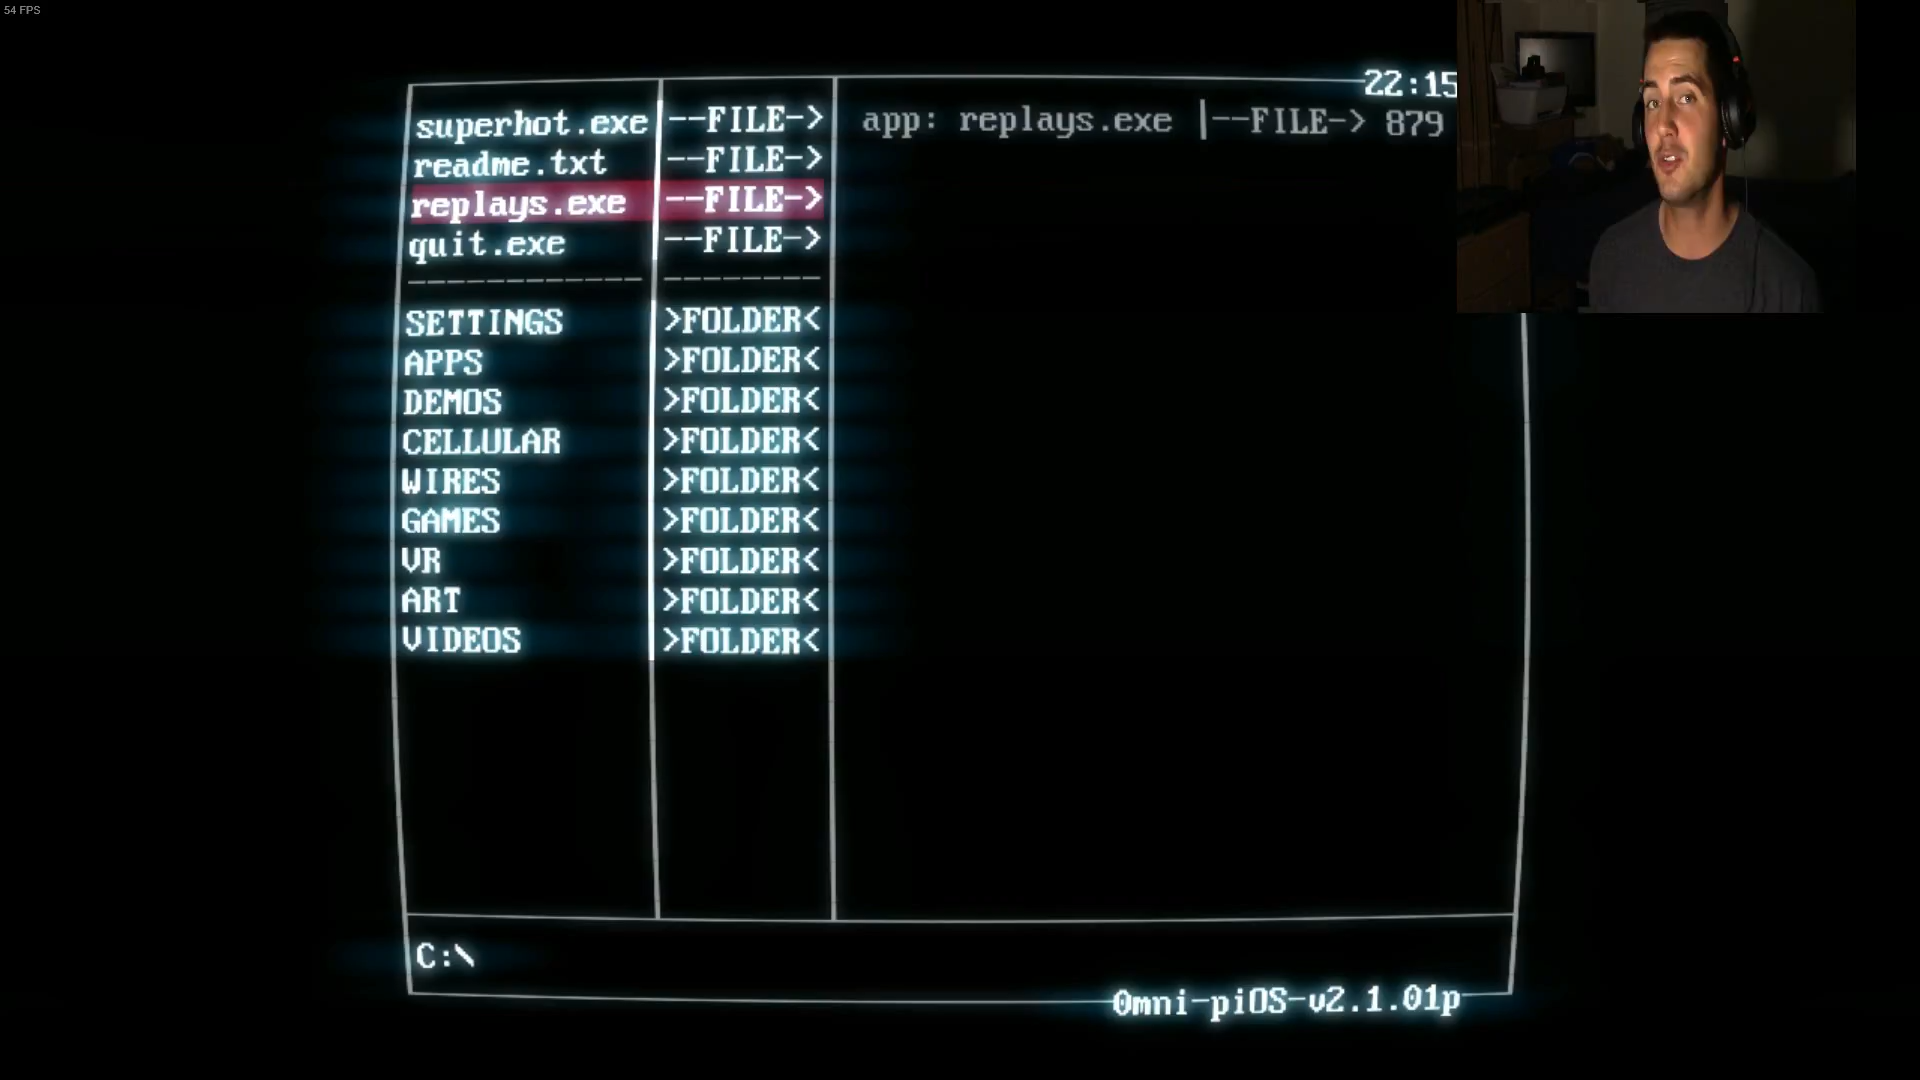 54 FPS
22:15
superhot.exe --FILE-> app: replays.exe |--FILE-> 879
readme.txt --FILE->
replays.exe --FILE->
quit.exe --FILE->
SETTINGS >FOLDER<
APPS >FOLDER<
DEMOS >FOLDER<
CELLULAR >FOLDER<
WIRES >FOLDER<
GAMES >FOLDER<
VR >FOLDER<
ART >FOLDER<
VIDEOS >FOLDER<
C:\
0mni-piOS-v2.1.01p